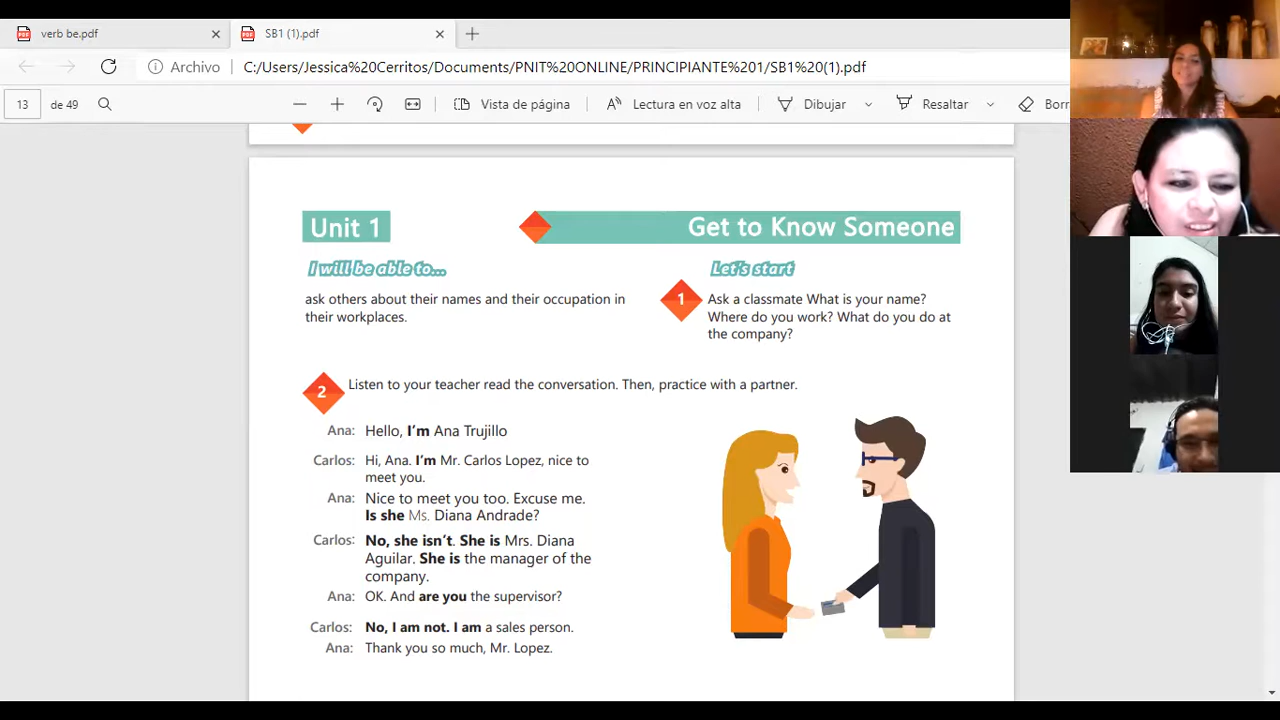 verb be.pdf
SB1 (1).pdf
Archivo
C:/Users/Jessica%20Cerritos/Documents/PNIT%20ONLINE/PRINCIPIANTE%201/SB1%20(1).pdf
13 de 49
Vista de página
Lectura en voz alta
Dibujar
Resaltar
Borr
Unit 1
Get to Know Someone
I will be able to...
ask others about their names and their occupation in
their workplaces.
Let's start
1
Ask a classmate What is your name?
Where do you work? What do you do at
the company?
2
Listen to your teacher read the conversation. Then, practice with a partner.
Ana: Hello, I'm Ana Trujillo
Carlos: Hi, Ana. I'm Mr. Carlos Lopez, nice to
meet you.
Ana: Nice to meet you too. Excuse me.
Is she Ms. Diana Andrade?
Carlos: No, she isn't. She is Mrs. Diana
Aguilar. She is the manager of the
company.
Ana: OK. And are you the supervisor?
Carlos: No, I am not. I am a sales person.
Ana: Thank you so much, Mr. Lopez.